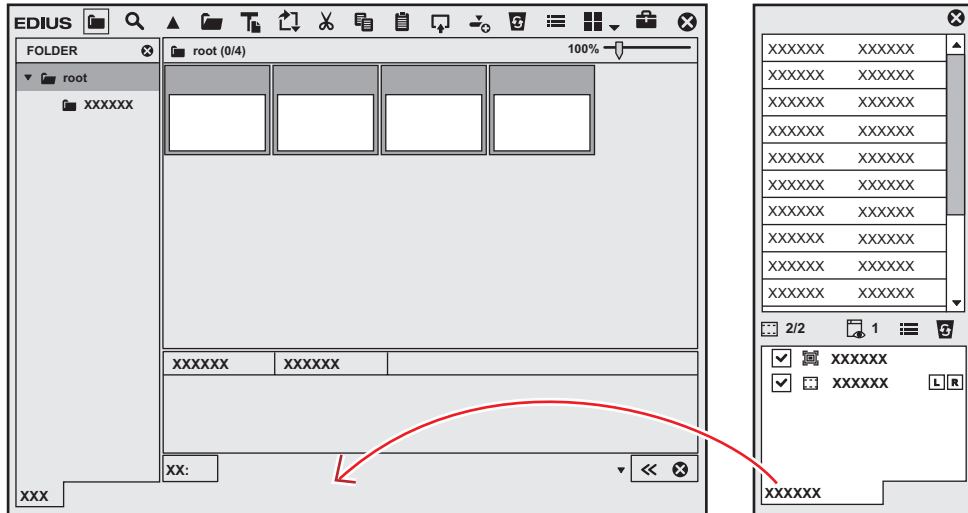 EDIUS
FOLDER
root (0/4)
100%
root
XXXXXX
XXXXXX XXXXXX
XX:
XXX
XXXXXX XXXXXX
XXXXXX XXXXXX
XXXXXX XXXXXX
XXXXXX XXXXXX
XXXXXX XXXXXX
XXXXXX XXXXXX
XXXXXX XXXXXX
XXXXXX XXXXXX
XXXXXX XXXXXX
XXXXXX XXXXXX
2/2 1
XXXXXX
XXXXXX L R
XXXXXX